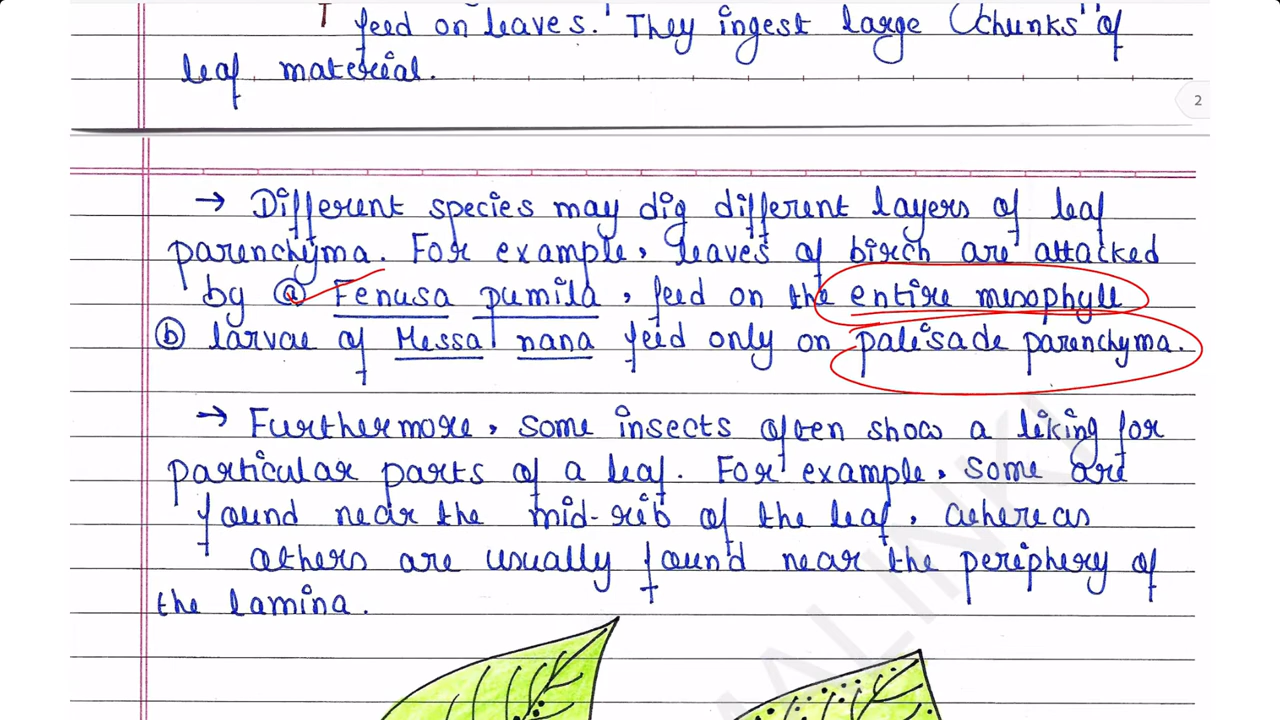 feed on leaves. They ingest large "chunks" of
leaf material.
2
→ Different species may dig different layers of leaf
parenchyma. For example, leaves of birch are attacked
by ⓐ Fenusa pumila, feed on the entire mesophyll
ⓑ larvae of Messa nana feed only on palisade parenchyma.
→ Furthermore, some insects often show a liking for
particular parts of a leaf. For example, some are
found near the mid-rib of the leaf, whereas
others are usually found near the periphery of
the lamina.